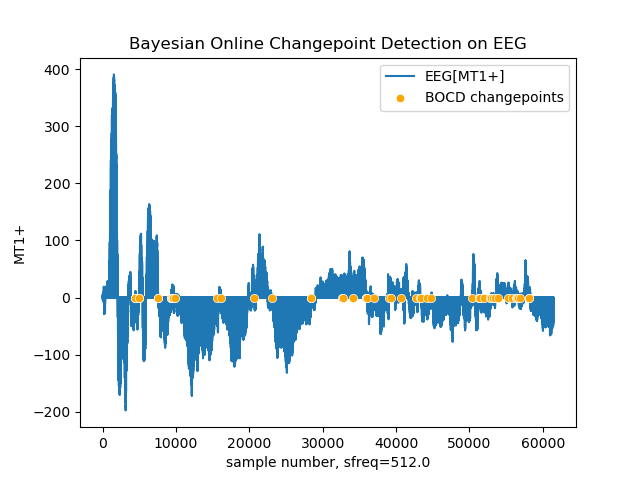 Bayesian Online Changepoint Detection on EEG
EEG[MT1+]
BOCD changepoints
400
300
200
100
0
−100
−200
MT1+
0 10000 20000 30000 40000 50000 60000
sample number, sfreq=512.0